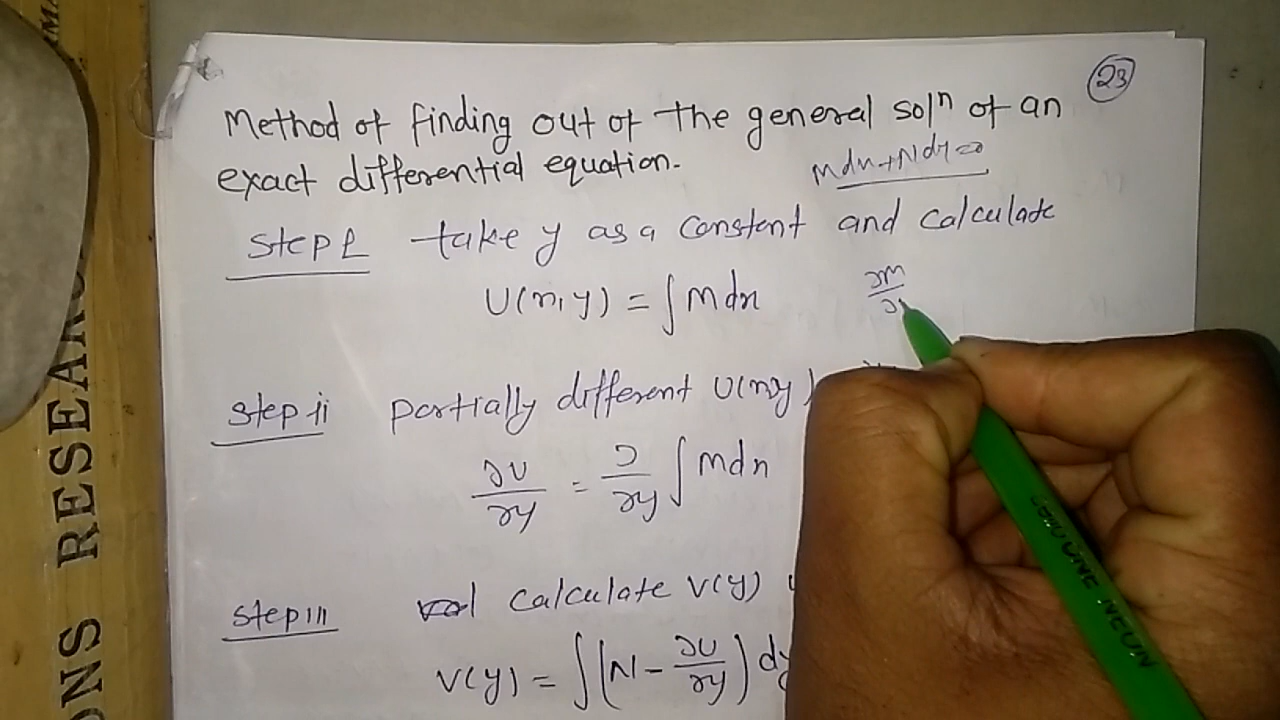 23
Method of finding out of the general solⁿ of an
exact differential equation.
Mdx+Ndy=0
Step I take y as a constant and calculate
U(x,y) = ∫ Mdx
∂M
Step ii partially different U(x,y)
∂U/∂y = ∂/∂y ∫ Mdx
Step III calculate V(y)
V(y) = ∫(N - ∂U/∂y) dy
ONS RESEAR